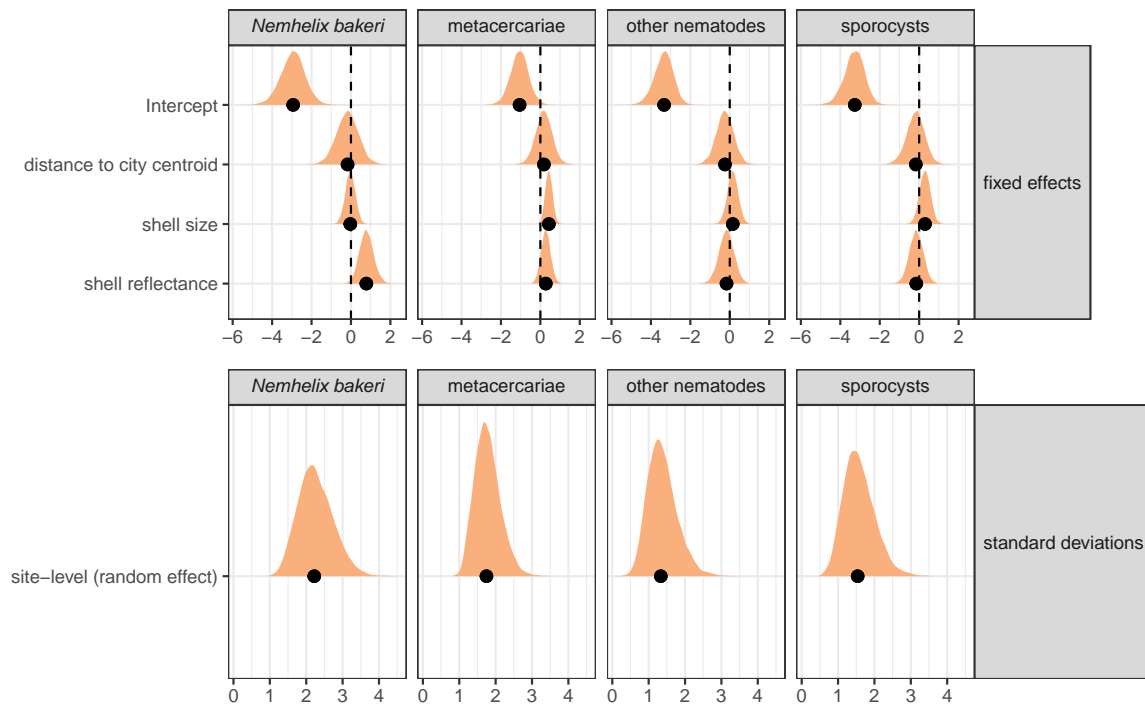 Nemhelix bakeri metacercariae other nematodes sporocysts
Intercept
distance to city centroid
shell size
shell reflectance
fixed effects
−6 −4 −2 0 2 −6 −4 −2 0 2 −6 −4 −2 0 2 −6 −4 −2 0 2
Nemhelix bakeri metacercariae other nematodes sporocysts
site−level (random effect)
standard deviations
0 1 2 3 4 0 1 2 3 4 0 1 2 3 4 0 1 2 3 4